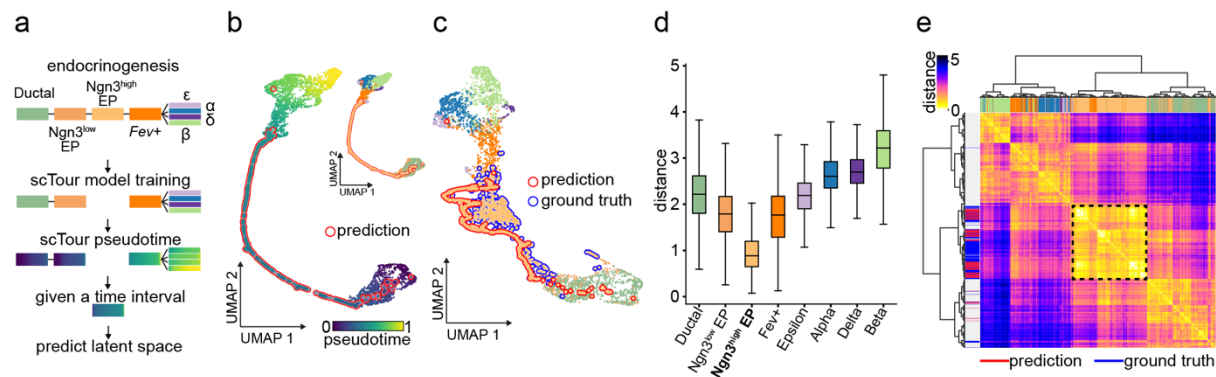 a
endocrinogenesis
Ductal
Ngn3high
EP
Ngn3low
EP
Fev+
ε
α
δ
β
scTour model training
scTour pseudotime
given a time interval
predict latent space
b
prediction
UMAP 2
UMAP 1
UMAP 2
UMAP 1
0
1
pseudotime
c
prediction
ground truth
UMAP 2
UMAP 1
d
distance
5
4
3
2
1
0
Ductal
Ngn3low EP
Ngn3high EP
Fev+
Epsilon
Alpha
Delta
Beta
e
distance
5
0
prediction
ground truth